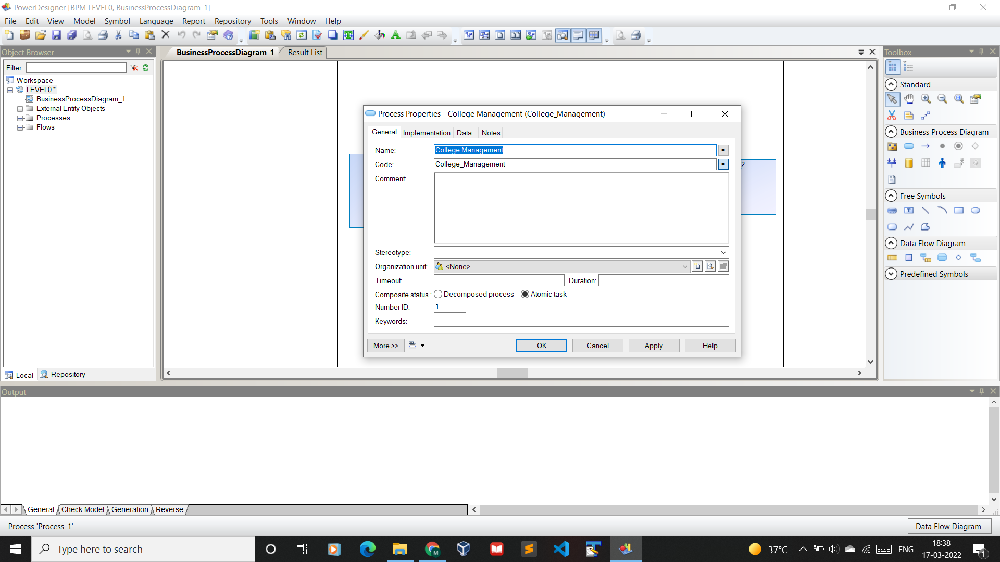 PowerDesigner [BPM LEVEL0, BusinessProcessDiagram_1]
File Edit View Model Symbol Language Report Repository Tools Window Help
Object Browser
BusinessProcessDiagram_1 Result List
Toolbox
Filter:
Workspace
LEVEL0 *
BusinessProcessDiagram_1
External Entity Objects
Processes
Flows
Local Repository
Process Properties - College Management (College_Management)
General Implementation Data Notes
Name: College Management =
Code: College_Management =
Comment:
Stereotype:
Organization unit: <None>
Timeout: Duration:
Composite status : Decomposed process Atomic task
Number ID: 1
Keywords:
More >> OK Cancel Apply Help
_2
Standard
Business Process Diagram
Free Symbols
Data Flow Diagram
Predefined Symbols
Output
General Check Model Generation Reverse
Process 'Process_1'
Data Flow Diagram
Type here to search
37°C ENG
18:38
17-03-2022
1